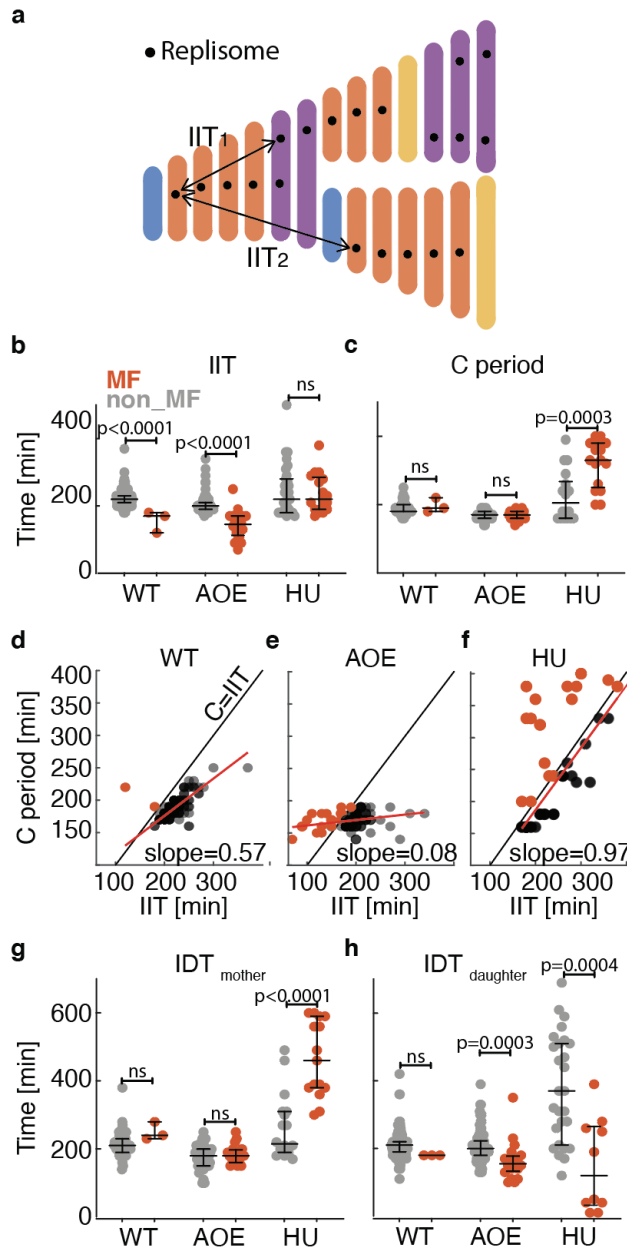 a
Replisome
IIT1
IIT2
b IIT
MF
non_MF
p<0.0001
p<0.0001
ns
400
200
0
Time [min]
WT AOE HU
c C period
ns
ns
p=0.0003
WT AOE HU
d WT
C period [min]
400
350
300
250
200
150
C=IIT
slope=0.57
100 300
IIT [min]
e AOE
slope=0.08
100 300
IIT [min]
f HU
slope=0.97
100 300
IIT [min]
g IDT mother
p<0.0001
ns
ns
600
400
200
0
Time [min]
WT AOE HU
h IDT daughter
p=0.0004
p=0.0003
ns
WT AOE HU